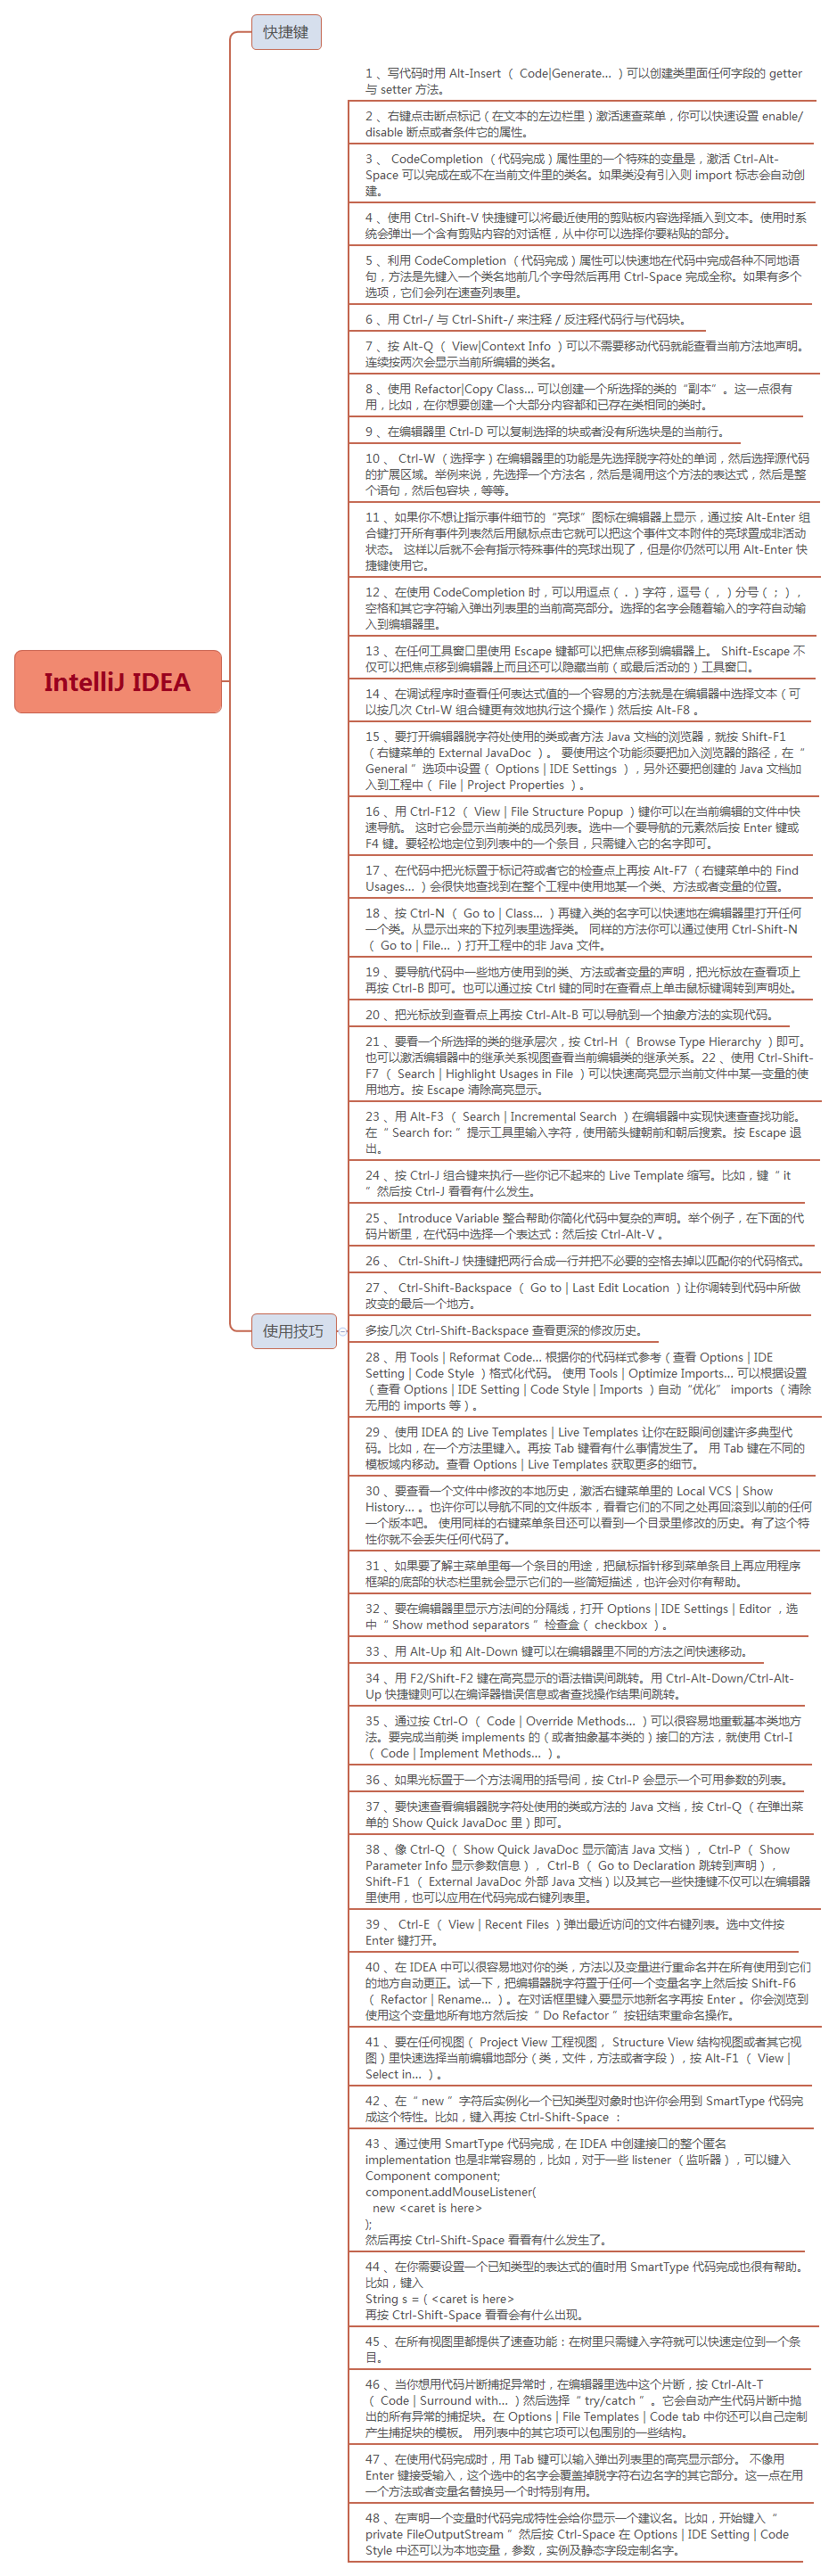 快捷键
1 、写代码时用 Alt-Insert （ Code|Generate... ）可以创建类里面任何字段的 getter
与 setter 方法。
2 、右键点击断点标记（在文本的左边栏里）激活速查菜单，你可以快速设置 enable/
disable 断点或者条件它的属性。
3 、 CodeCompletion （代码完成）属性里的一个特殊的变量是，激活 Ctrl-Alt-
Space 可以完成在或不在当前文件里的类名。如果类没有引入则 import 标志会自动创
建。
4 、使用 Ctrl-Shift-V 快捷键可以将最近使用的剪贴板内容选择插入到文本。使用时系
统会弹出一个含有剪贴内容的对话框，从中你可以选择你要粘贴的部分。
5 、利用 CodeCompletion （代码完成）属性可以快速地在代码中完成各种不同地语
句，方法是先键入一个类名地前几个字母然后再用 Ctrl-Space 完成全称。如果有多个
选项，它们会列在速查列表里。
6 、用 Ctrl-/ 与 Ctrl-Shift-/ 来注释 / 反注释代码行与代码块。
7 、按 Alt-Q （ View|Context Info ）可以不需要移动代码就能查看当前方法地声明。
连续按两次会显示当前所编辑的类名。
8 、使用 Refactor|Copy Class... 可以创建一个所选择的类的“副本”。这一点很有
用，比如，在你想要创建一个大部分内容都和已存在类相同的类时。
9 、在编辑器里 Ctrl-D 可以复制选择的块或者没有所选块是的当前行。
10 、 Ctrl-W （选择字）在编辑器里的功能是先选择脱字符处的单词，然后选择源代码
的扩展区域。举例来说，先选择一个方法名，然后是调用这个方法的表达式，然后是整
个语句，然后包容块，等等。
11 、如果你不想让指示事件细节的“亮球”图标在编辑器上显示，通过按 Alt-Enter 组
合键打开所有事件列表然后用鼠标点击它就可以把这个事件文本附件的亮球置成非活动
状态。 这样以后就不会有指示特殊事件的亮球出现了，但是你仍然可以用 Alt-Enter 快
捷键使用它。
12 、在使用 CodeCompletion 时，可以用逗点（ . ）字符，逗号（ , ）分号（ ; ），
空格和其它字符输入弹出列表里的当前高亮部分。选择的名字会随着输入的字符自动输
入到编辑器里。
IntelliJ IDEA
13 、在任何工具窗口里使用 Escape 键都可以把焦点移到编辑器上。 Shift-Escape 不
仅可以把焦点移到编辑器上而且还可以隐藏当前（或最后活动的）工具窗口。
14 、在调试程序时查看任何表达式值的一个容易的方法就是在编辑器中选择文本（可
以按几次 Ctrl-W 组合键更有效地执行这个操作）然后按 Alt-F8 。
15 、要打开编辑器脱字符处使用的类或者方法 Java 文档的浏览器，就按 Shift-F1
（右键菜单的 External JavaDoc ）。 要使用这个功能须要把加入浏览器的路径，在 “
General ” 选项中设置（ Options | IDE Settings ），另外还要把创建的 Java 文档加
入到工程中（ File | Project Properties ）。
16 、用 Ctrl-F12 （ View | File Structure Popup ）键你可以在当前编辑的文件中快
速导航。 这时它会显示当前类的成员列表。选中一个要导航的元素然后按 Enter 键或
F4 键。要轻松地定位到列表中的一个条目，只需键入它的名字即可。
17 、在代码中把光标置于标记符或者它的检查点上再按 Alt-F7 （右键菜单中的 Find
Usages... ）会很快地查找到在整个工程中使用地某一个类、方法或者变量的位置。
18 、按 Ctrl-N （ Go to | Class... ）再键入类的名字可以快速地在编辑器里打开任何
一个类。从显示出来的下拉列表里选择类。 同样的方法你可以通过使用 Ctrl-Shift-N
（ Go to | File... ）打开工程中的非 Java 文件。
19 、要导航代码中一些地方使用到的类、方法或者变量的声明，把光标放在查看项上
再按 Ctrl-B 即可。也可以通过按 Ctrl 键的同时在查看点上单击鼠标键调转到声明处。
20 、把光标放到查看点上再按 Ctrl-Alt-B 可以导航到一个抽象方法的实现代码。
21 、要看一个所选择的类的继承层次，按 Ctrl-H （ Browse Type Hierarchy ）即可。
也可以激活编辑器中的继承关系视图查看当前编辑类的继承关系。22 、使用 Ctrl-Shift-
F7 （ Search | Highlight Usages in File ）可以快速高亮显示当前文件中某一变量的使
用地方。按 Escape 清除高亮显示。
23 、用 Alt-F3 （ Search | Incremental Search ）在编辑器中实现快速查查找功能。
在 “ Search for: ” 提示工具里输入字符，使用箭头键朝前和朝后搜索。按 Escape 退
出。
24 、按 Ctrl-J 组合键来执行一些你记不起来的 Live Template 缩写。比如，键 “ it
” 然后按 Ctrl-J 看看有什么发生。
25 、 Introduce Variable 整合帮助你简化代码中复杂的声明。举个例子，在下面的代
码片断里，在代码中选择一个表达式：然后按 Ctrl-Alt-V 。
26 、 Ctrl-Shift-J 快捷键把两行合成一行并把不必要的空格去掉以匹配你的代码格式。
27 、 Ctrl-Shift-Backspace （ Go to | Last Edit Location ）让你调转到代码中所做
改变的最后一个地方。
使用技巧
多按几次 Ctrl-Shift-Backspace 查看更深的修改历史。
28 、用 Tools | Reformat Code... 根据你的代码样式参考（查看 Options | IDE
Setting | Code Style ）格式化代码。 使用 Tools | Optimize Imports... 可以根据设置
（查看 Options | IDE Setting | Code Style | Imports ）自动“优化” imports （清除
无用的 imports 等）。
29 、使用 IDEA 的 Live Templates | Live Templates 让你在眨眼间创建许多典型代
码。比如，在一个方法里键入。再按 Tab 键看有什么事情发生了。 用 Tab 键在不同的
模板域内移动。查看 Options | Live Templates 获取更多的细节。
30 、要查看一个文件中修改的本地历史，激活右键菜单里的 Local VCS | Show
History... 。也许你可以导航不同的文件版本，看看它们的不同之处再回滚到以前的任何
一个版本吧。 使用同样的右键菜单条目还可以看到一个目录里修改的历史。有了这个特
性你就不会丢失任何代码了。
31 、如果要了解主菜单里每一个条目的用途，把鼠标指针移到菜单条目上再应用程序
框架的底部的状态栏里就会显示它们的一些简短描述，也许会对你有帮助。
32 、要在编辑器里显示方法间的分隔线，打开 Options | IDE Settings | Editor ，选
中 “ Show method separators ” 检查盒（ checkbox ）。
33 、用 Alt-Up 和 Alt-Down 键可以在编辑器里不同的方法之间快速移动。
34 、用 F2/Shift-F2 键在高亮显示的语法错误间跳转。用 Ctrl-Alt-Down/Ctrl-Alt-
Up 快捷键则可以在编译器错误信息或者查找操作结果间跳转。
35 、通过按 Ctrl-O （ Code | Override Methods... ）可以很容易地重载基本类地方
法。要完成当前类 implements 的（或者抽象基本类的）接口的方法，就使用 Ctrl-I
（ Code | Implement Methods... ）。
36 、如果光标置于一个方法调用的括号间，按 Ctrl-P 会显示一个可用参数的列表。
37 、要快速查看编辑器脱字符处使用的类或方法的 Java 文档，按 Ctrl-Q （在弹出菜
单的 Show Quick JavaDoc 里）即可。
38 、像 Ctrl-Q （ Show Quick JavaDoc 显示简洁 Java 文档）， Ctrl-P （ Show
Parameter Info 显示参数信息）， Ctrl-B （ Go to Declaration 跳转到声明），
Shift-F1 （ External JavaDoc 外部 Java 文档）以及其它一些快捷键不仅可以在编辑器
里使用，也可以应用在代码完成右键列表里。
39 、 Ctrl-E （ View | Recent Files ）弹出最近访问的文件右键列表。选中文件按
Enter 键打开。
40 、在 IDEA 中可以很容易地对你的类，方法以及变量进行重命名并在所有使用到它们
的地方自动更正。试一下，把编辑器脱字符置于任何一个变量名字上然后按 Shift-F6
（ Refactor | Rename... ）。在对话框里键入要显示地新名字再按 Enter 。你会浏览到
使用这个变量地所有地方然后按 “ Do Refactor ” 按钮结束重命名操作。
41 、要在任何视图（ Project View 工程视图， Structure View 结构视图或者其它视
图）里快速选择当前编辑地部分（类，文件，方法或者字段），按 Alt-F1 （ View |
Select in... ）。
42 、在 “ new ” 字符后实例化一个已知类型对象时也许你会用到 SmartType 代码完
成这个特性。比如，键入再按 Ctrl-Shift-Space ：
43 、通过使用 SmartType 代码完成，在 IDEA 中创建接口的整个匿名
implementation 也是非常容易的，比如，对于一些 listener （监听器），可以键入
Component component;
component.addMouseListener(
new <caret is here>
);
然后再按 Ctrl-Shift-Space 看看有什么发生了。
44 、在你需要设置一个已知类型的表达式的值时用 SmartType 代码完成也很有帮助。
比如，键入
String s = ( <caret is here>
再按 Ctrl-Shift-Space 看看会有什么出现。
45 、在所有视图里都提供了速查功能：在树里只需键入字符就可以快速定位到一个条
目。
46 、当你想用代码片断捕捉异常时，在编辑器里选中这个片断，按 Ctrl-Alt-T
（ Code | Surround with... ）然后选择 “ try/catch ” 。它会自动产生代码片断中抛
出的所有异常的捕捉块。在 Options | File Templates | Code tab 中你还可以自己定制
产生捕捉块的模板。 用列表中的其它项可以包围别的一些结构。
47 、在使用代码完成时，用 Tab 键可以输入弹出列表里的高亮显示部分。 不像用
Enter 键接受输入，这个选中的名字会覆盖掉脱字符右边名字的其它部分。这一点在用
一个方法或者变量名替换另一个时特别有用。
48 、在声明一个变量时代码完成特性会给你显示一个建议名。比如，开始键入 “
private FileOutputStream ” 然后按 Ctrl-Space 在 Options | IDE Setting | Code
Style 中还可以为本地变量，参数，实例及静态字段定制名字。